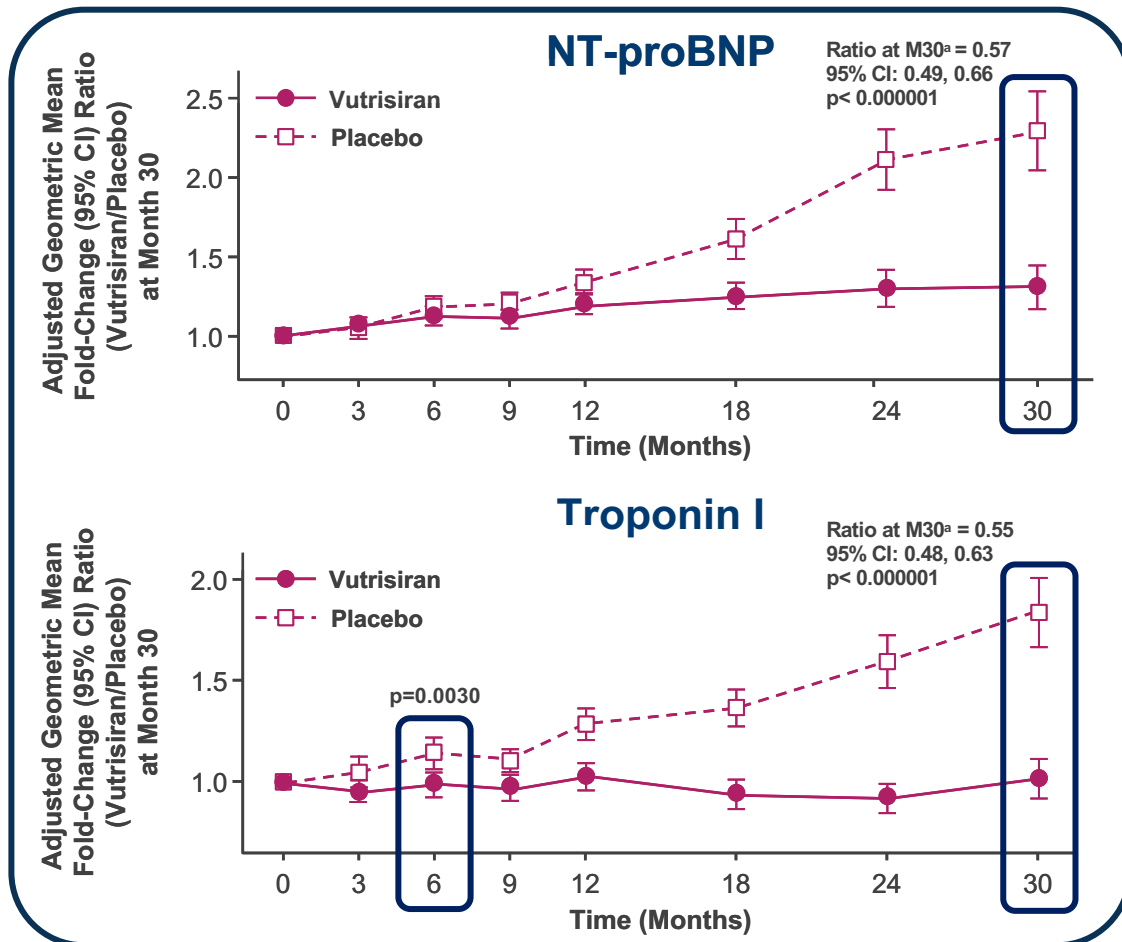 NT-proBNP
Ratio at M30ᵃ = 0.57
95% CI: 0.49, 0.66
p< 0.000001
Adjusted Geometric Mean
Fold-Change (95% CI) Ratio
(Vutrisiran/Placebo)
at Month 30
Vutrisiran
Placebo
2.5
2.0
1.5
1.0
0 3 6 9 12 18 24 30
Time (Months)
Troponin I
Ratio at M30ᵃ = 0.55
95% CI: 0.48, 0.63
p< 0.000001
Adjusted Geometric Mean
Fold-Change (95% CI) Ratio
(Vutrisiran/Placebo)
at Month 30
Vutrisiran
Placebo
p=0.0030
2.0
1.5
1.0
0 3 6 9 12 18 24 30
Time (Months)